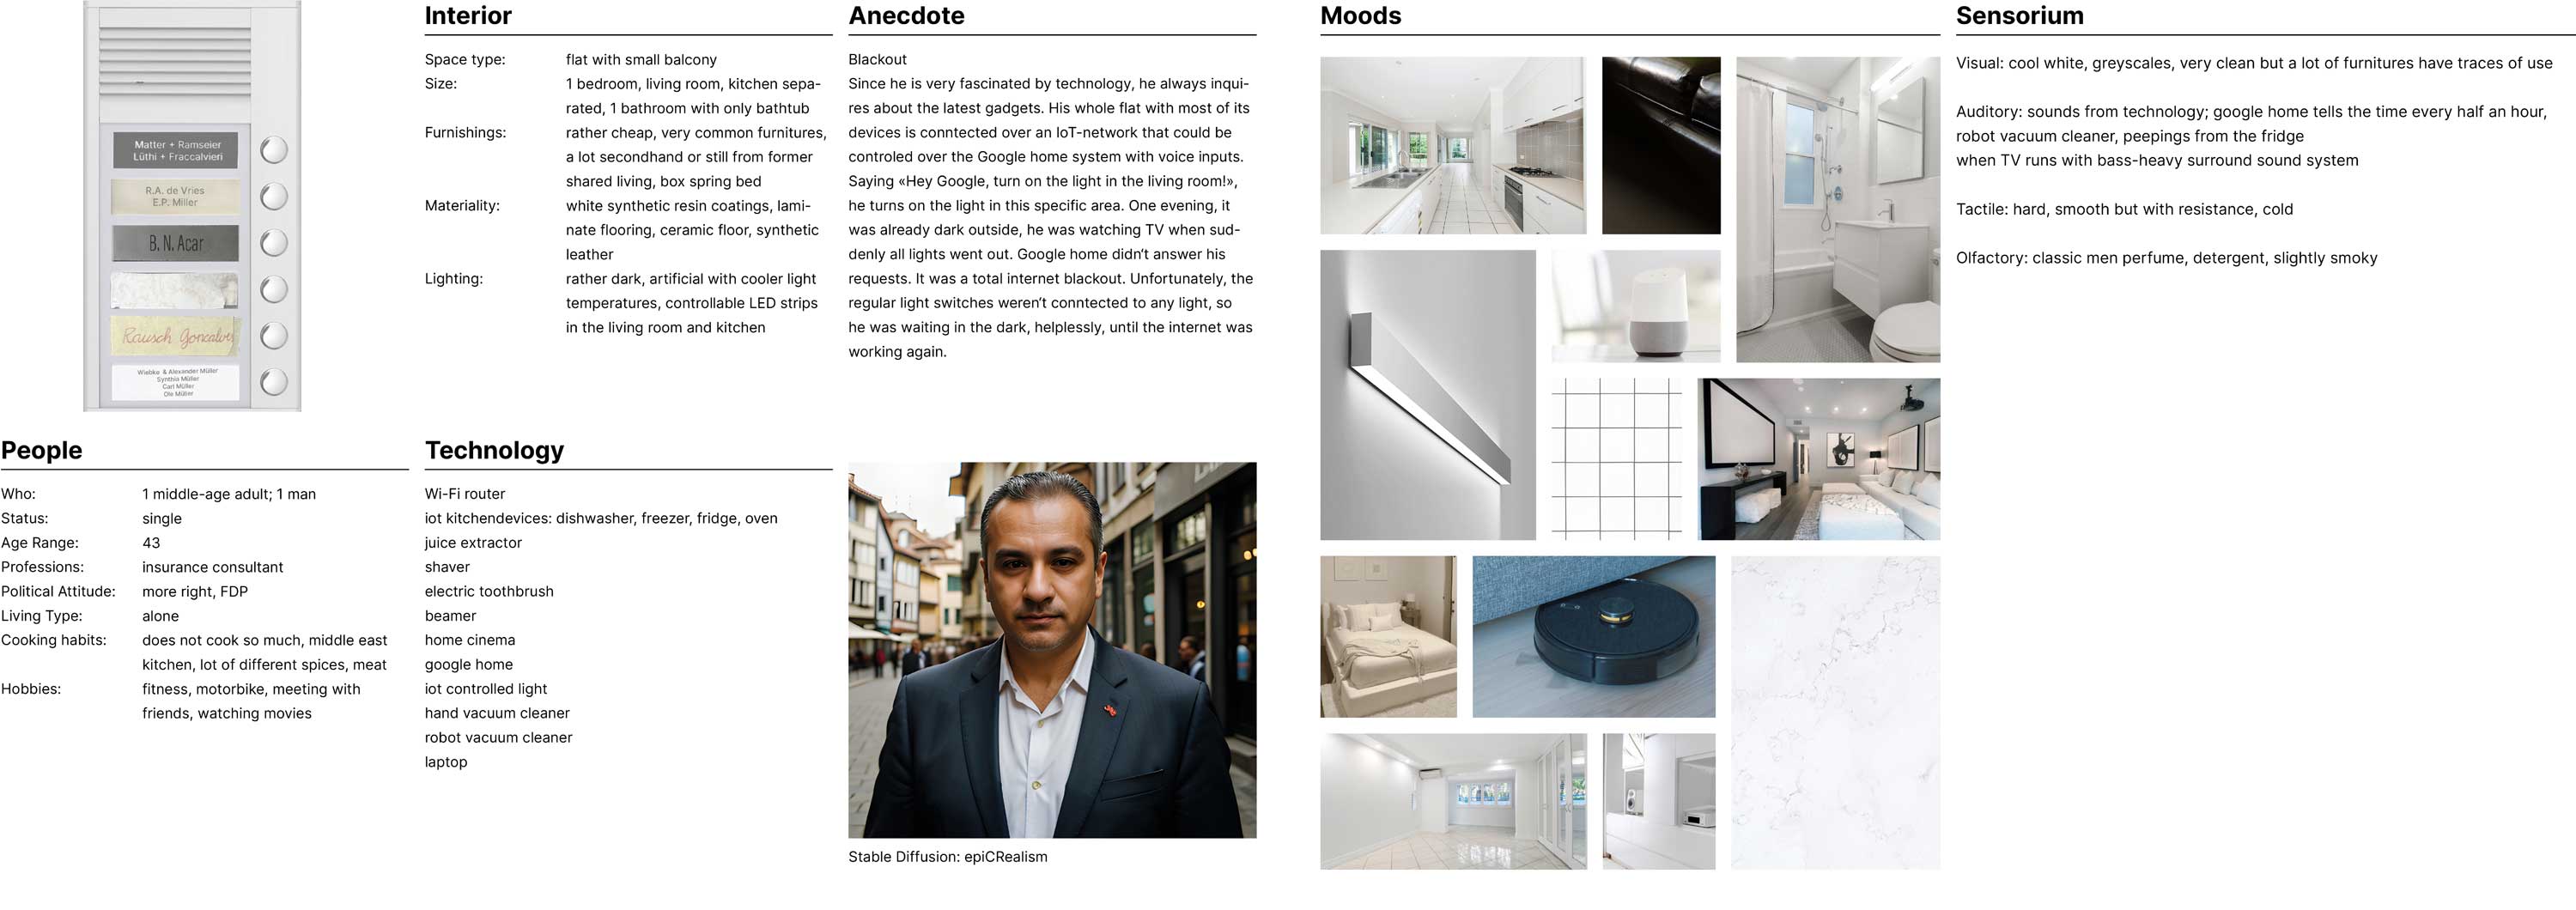 Matter + Ramseier
Lüthi + Fraccalvieri
R.A. de Vries
E.P. Miller
B. N. Acar
Rausch Goncalves
Wiebke & Alexander Müller
Synthia Müller
Carl Müller
Ole Müller
People
Who: 1 middle-age adult; 1 man
Status: single
Age Range: 43
Professions: insurance consultant
Political Attitude: more right, FDP
Living Type: alone
Cooking habits: does not cook so much, middle east
kitchen, lot of different spices, meat
Hobbies: fitness, motorbike, meeting with
friends, watching movies
Interior
Space type: flat with small balcony
Size: 1 bedroom, living room, kitchen sepa-
rated, 1 bathroom with only bathtub
Furnishings: rather cheap, very common furnitures,
a lot secondhand or still from former
shared living, box spring bed
Materiality: white synthetic resin coatings, lami-
nate flooring, ceramic floor, synthetic
leather
Lighting: rather dark, artificial with cooler light
temperatures, controllable LED strips
in the living room and kitchen
Technology
Wi-Fi router
iot kitchendevices: dishwasher, freezer, fridge, oven
juice extractor
shaver
electric toothbrush
beamer
home cinema
google home
iot controlled light
hand vacuum cleaner
robot vacuum cleaner
laptop
Anecdote
Blackout
Since he is very fascinated by technology, he always inqui-
res about the latest gadgets. His whole flat with most of its
devices is conntected over an IoT-network that could be
controled over the Google home system with voice inputs.
Saying «Hey Google, turn on the light in the living room!»,
he turns on the light in this specific area. One evening, it
was already dark outside, he was watching TV when sud-
denly all lights went out. Google home didn’t answer his
requests. It was a total internet blackout. Unfortunately, the
regular light switches weren’t conntected to any light, so
he was waiting in the dark, helplessly, until the internet was
working again.
Stable Diffusion: epiCRealism
Moods
Sensorium
Visual: cool white, greyscales, very clean but a lot of furnitures have traces of use
Auditory: sounds from technology; google home tells the time every half an hour,
robot vacuum cleaner, peepings from the fridge
when TV runs with bass-heavy surround sound system
Tactile: hard, smooth but with resistance, cold
Olfactory: classic men perfume, detergent, slightly smoky